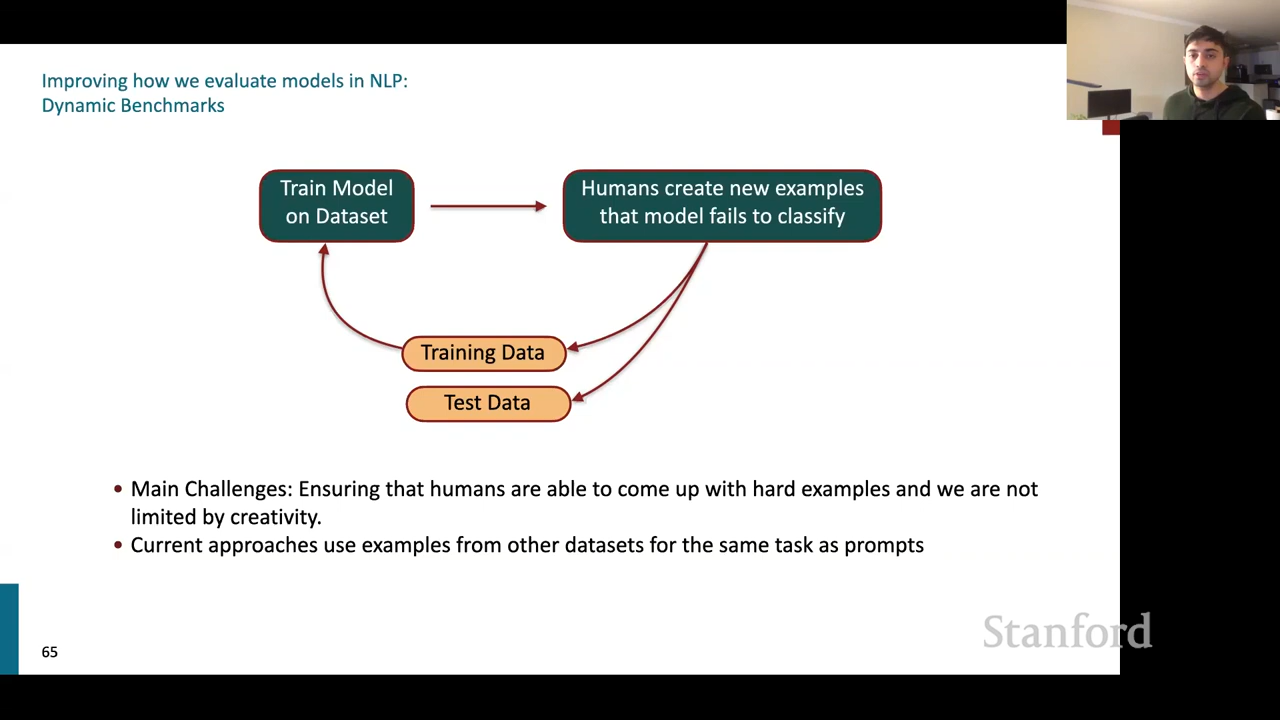 Improving how we evaluate models in NLP:
Dynamic Benchmarks
Train Model
on Dataset
Humans create new examples
that model fails to classify
Training Data
Test Data
• Main Challenges: Ensuring that humans are able to come up with hard examples and we are not
limited by creativity.
• Current approaches use examples from other datasets for the same task as prompts
Stanford
65